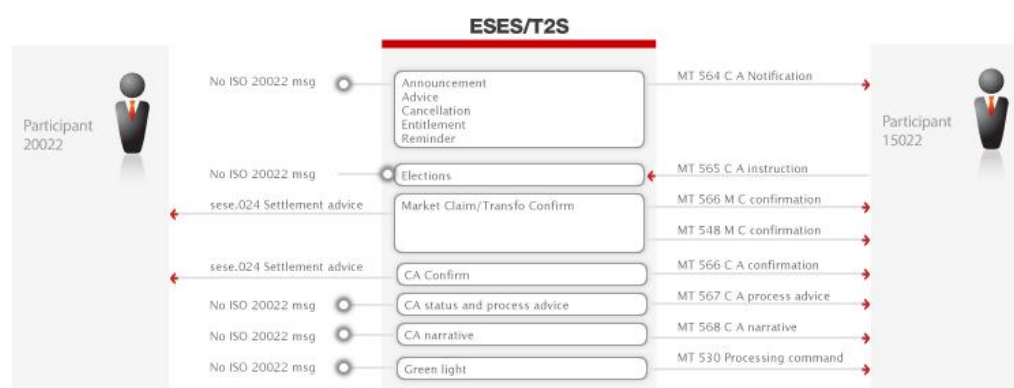 ESES/T2S
No ISO 20022 msg
Announcement
Advice
Cancellation
Entitlement
Reminder
MT 564 C A Notification
Participant
20022
Participant
15022
No ISO 20022 msg
Elections
MT 565 C A instruction
sese.024 Settlement advice
Market Claim/Transfo Confirm
MT 566 M C confirmation
MT 548 M C confirmation
sese.024 Settlement advice
CA Confirm
MT 566 C A confirmation
No ISO 20022 msg
CA status and process advice
MT 567 C A process advice
No ISO 20022 msg
CA narrative
MT 568 C A narrative
No ISO 20022 msg
Green light
MT 530 Processing command